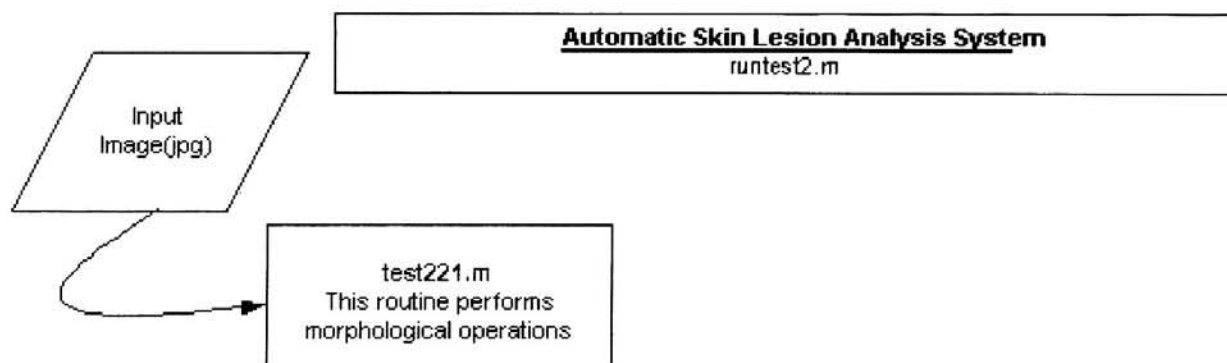 Automatic Skin Lesion Analysis System
runtest2.m
Input
Image(jpg)
test221.m
This routine performs
morphological operations